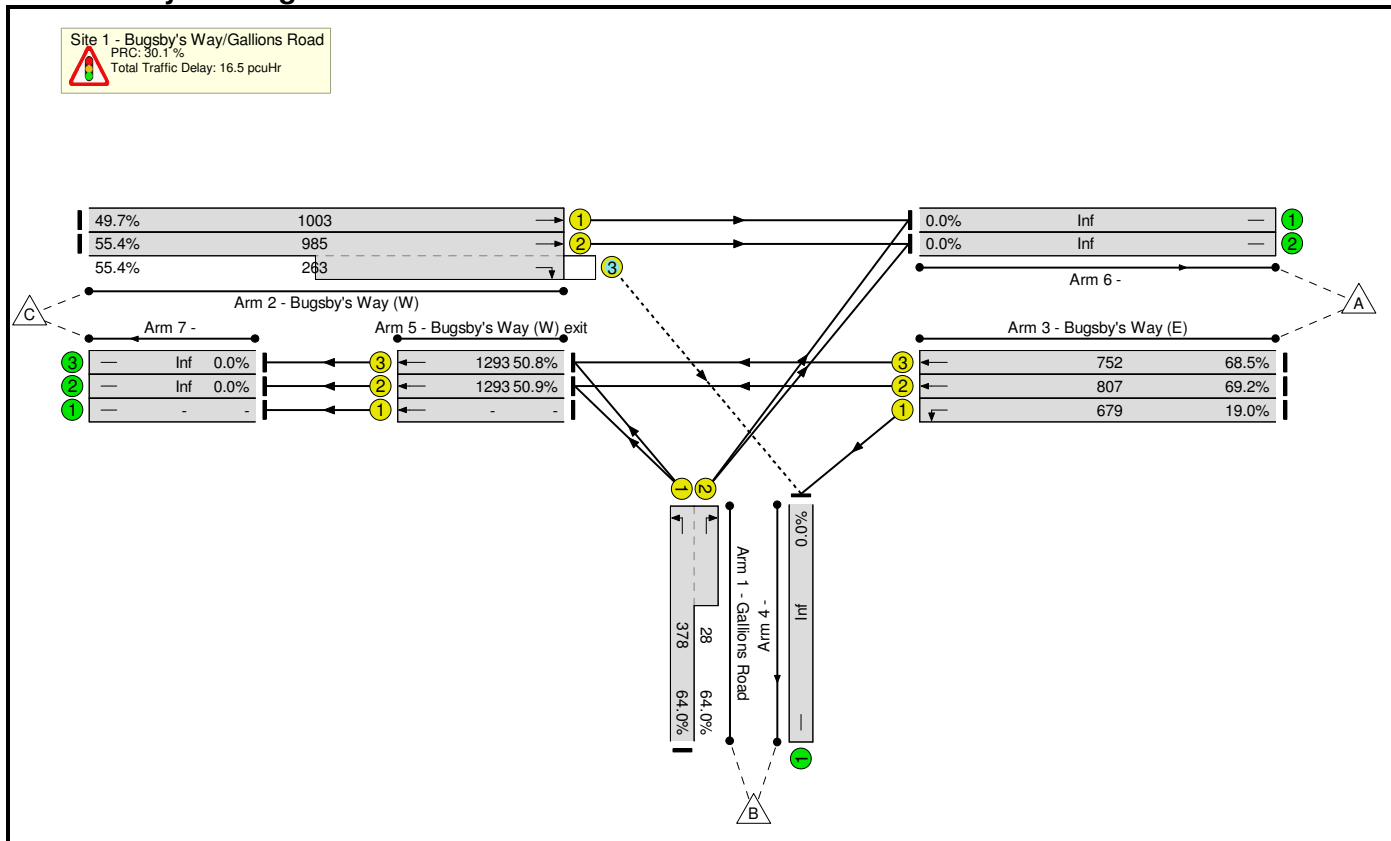 Site 1 - Bugsby's Way/Gallions Road
PRC: 30.1 %
Total Traffic Delay: 16.5 pcuHr
49.7% 1003 1
55.4% 985 2
55.4% 263 3
Arm 2 - Bugsby's Way (W)
0.0% Inf 1
0.0% Inf 2
Arm 6 -
C
A
Arm 7 -
Arm 5 - Bugsby's Way (W) exit
Arm 3 - Bugsby's Way (E)
3 Inf 0.0%
2 Inf 0.0%
1 - -
3 1293 50.8%
2 1293 50.9%
1 - -
3 752 68.5%
2 807 69.2%
1 679 19.0%
1 2
378 64.0%
28 64.0%
Arm 1 - Gallions Road
Arm 4 -
0.0% Inf
1
B